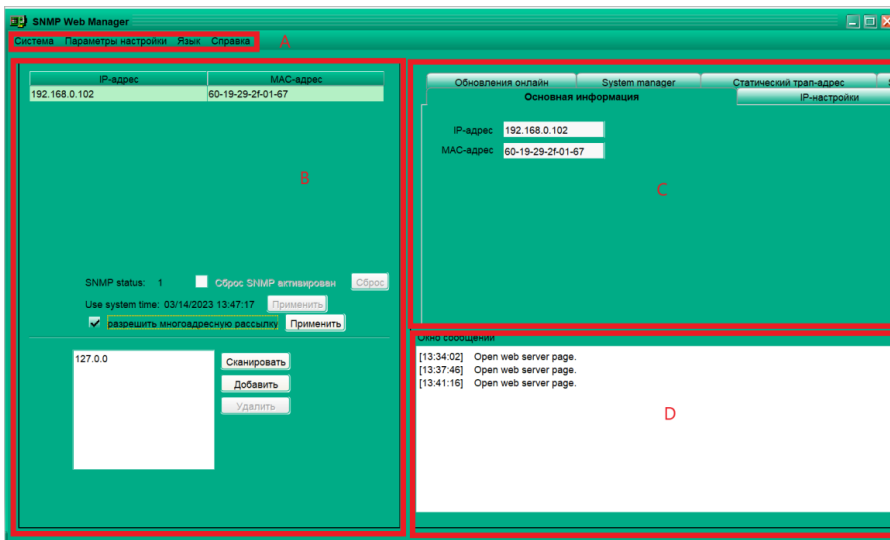 SNMP Web Manager
Система Параметры настройки Язык Справка A
IP-адрес MAC-адрес
192.168.0.102 60-19-29-2f-01-67
B
SNMP status: 1 Сброс SNMP активирован Сброс
Use system time: 03/14/2023 13:47:17 Применить
разрешить многоадресную рассылку Применить
127.0.0
Сканировать
Добавить
Удалить
Обновления онлайн System manager Статический трап-адрес
Основная информация IP-настройки
IP-адрес 192.168.0.102
MAC-адрес 60-19-29-2f-01-67
C
Окно сообщений
[13:34:02] Open web server page.
[13:37:46] Open web server page.
[13:41:16] Open web server page.
D